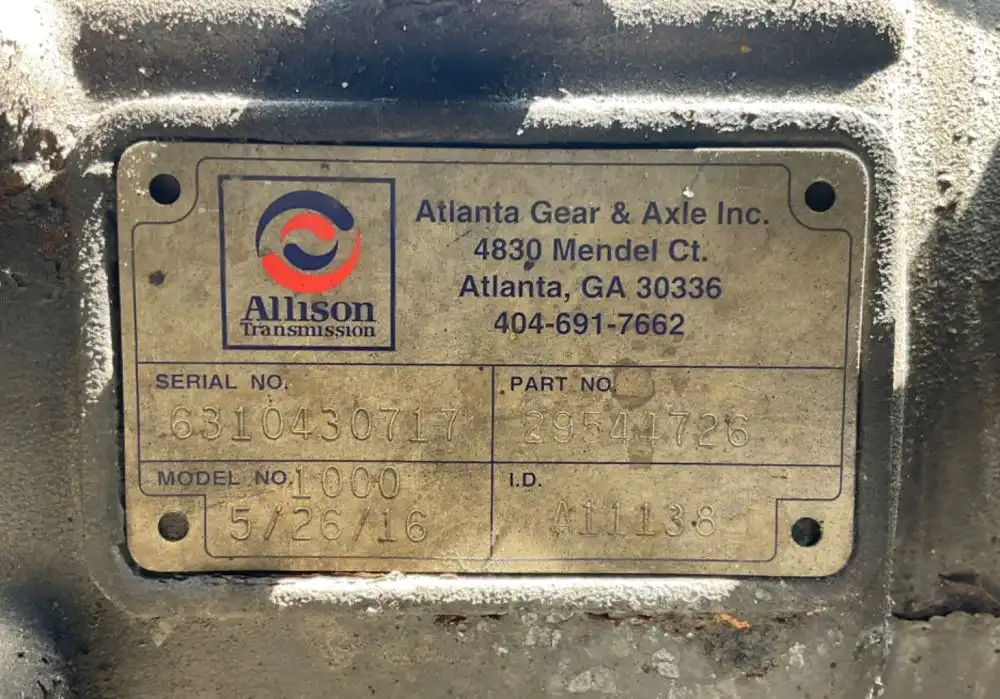 Allison
Transmission
Atlanta Gear & Axle Inc.
4830 Mendel Ct.
Atlanta, GA 30336
404-691-7662
SERIAL NO.
6310430717
PART NO.
29544726
MODEL NO. 1000
5/26/16
I.D.
A11138